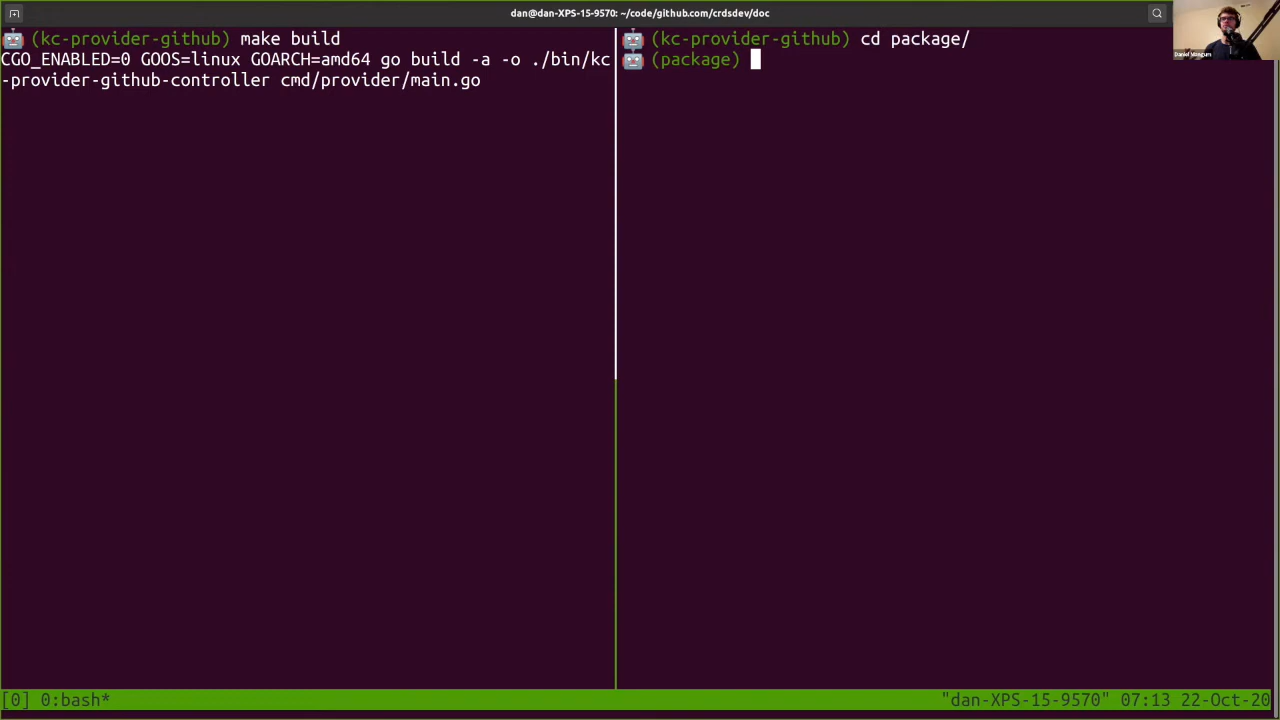 dan@dan-XPS-15-9570: ~/code/github.com/crdsdev/doc
Daniel Mangum
(kc-provider-github) make build
CGO_ENABLED=0 GOOS=linux GOARCH=amd64 go build -a -o ./bin/kc
-provider-github-controller cmd/provider/main.go
(kc-provider-github) cd package/
(package)
[0] 0:bash*
"dan-XPS-15-9570" 07:13 22-Oct-20